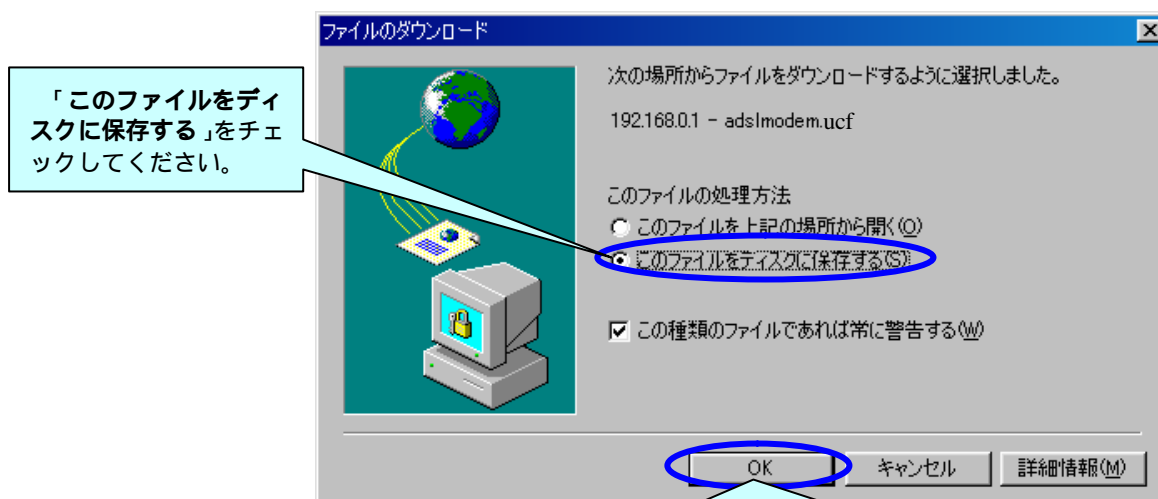 ファイルのダウンロード
次の場所からファイルをダウンロードするように選択しました。
192.168.0.1 - adslmodem.ucf
「このファイルをディ
スクに保存する」をチェ
ックしてください。
このファイルの処理方法
このファイルを上記の場所から開く(O)
このファイルをディスクに保存する(S)
この種類のファイルであれば常に警告する(W)
OK
キャンセル
詳細情報(M)